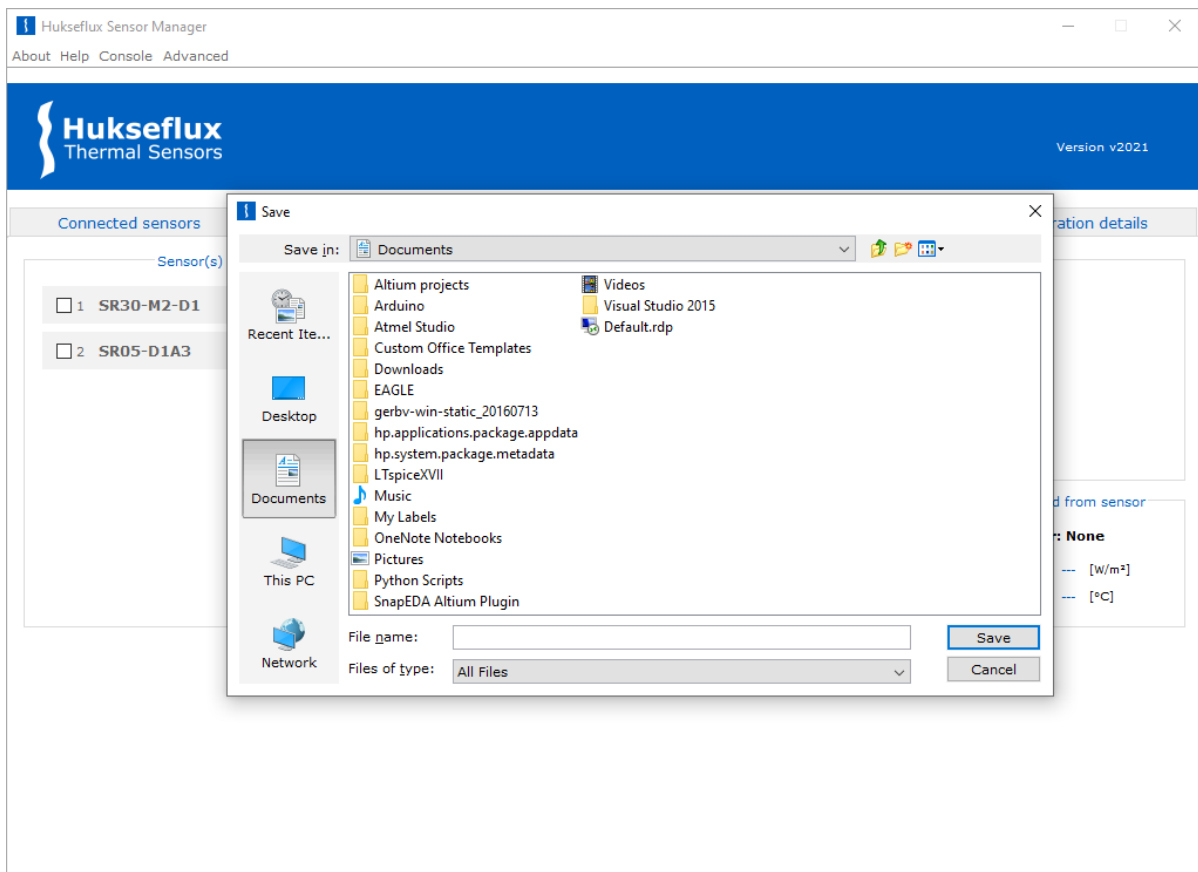 Hukseflux Sensor Manager
About Help Console Advanced
Hukseflux
Thermal Sensors
Version v2021
Connected sensors
ration details
Sensor(s)
1 SR30-M2-D1
2 SR05-D1A3
d from sensor
r: None
--- [W/m²]
--- [°C]
Save
Save in: Documents
Recent Ite...
Desktop
Documents
This PC
Network
Altium projects
Arduino
Atmel Studio
Custom Office Templates
Downloads
EAGLE
gerbv-win-static_20160713
hp.applications.package.appdata
hp.system.package.metadata
LTspiceXVII
Music
My Labels
OneNote Notebooks
Pictures
Python Scripts
SnapEDA Altium Plugin
Videos
Visual Studio 2015
Default.rdp
File name:
Save
Files of type: All Files
Cancel